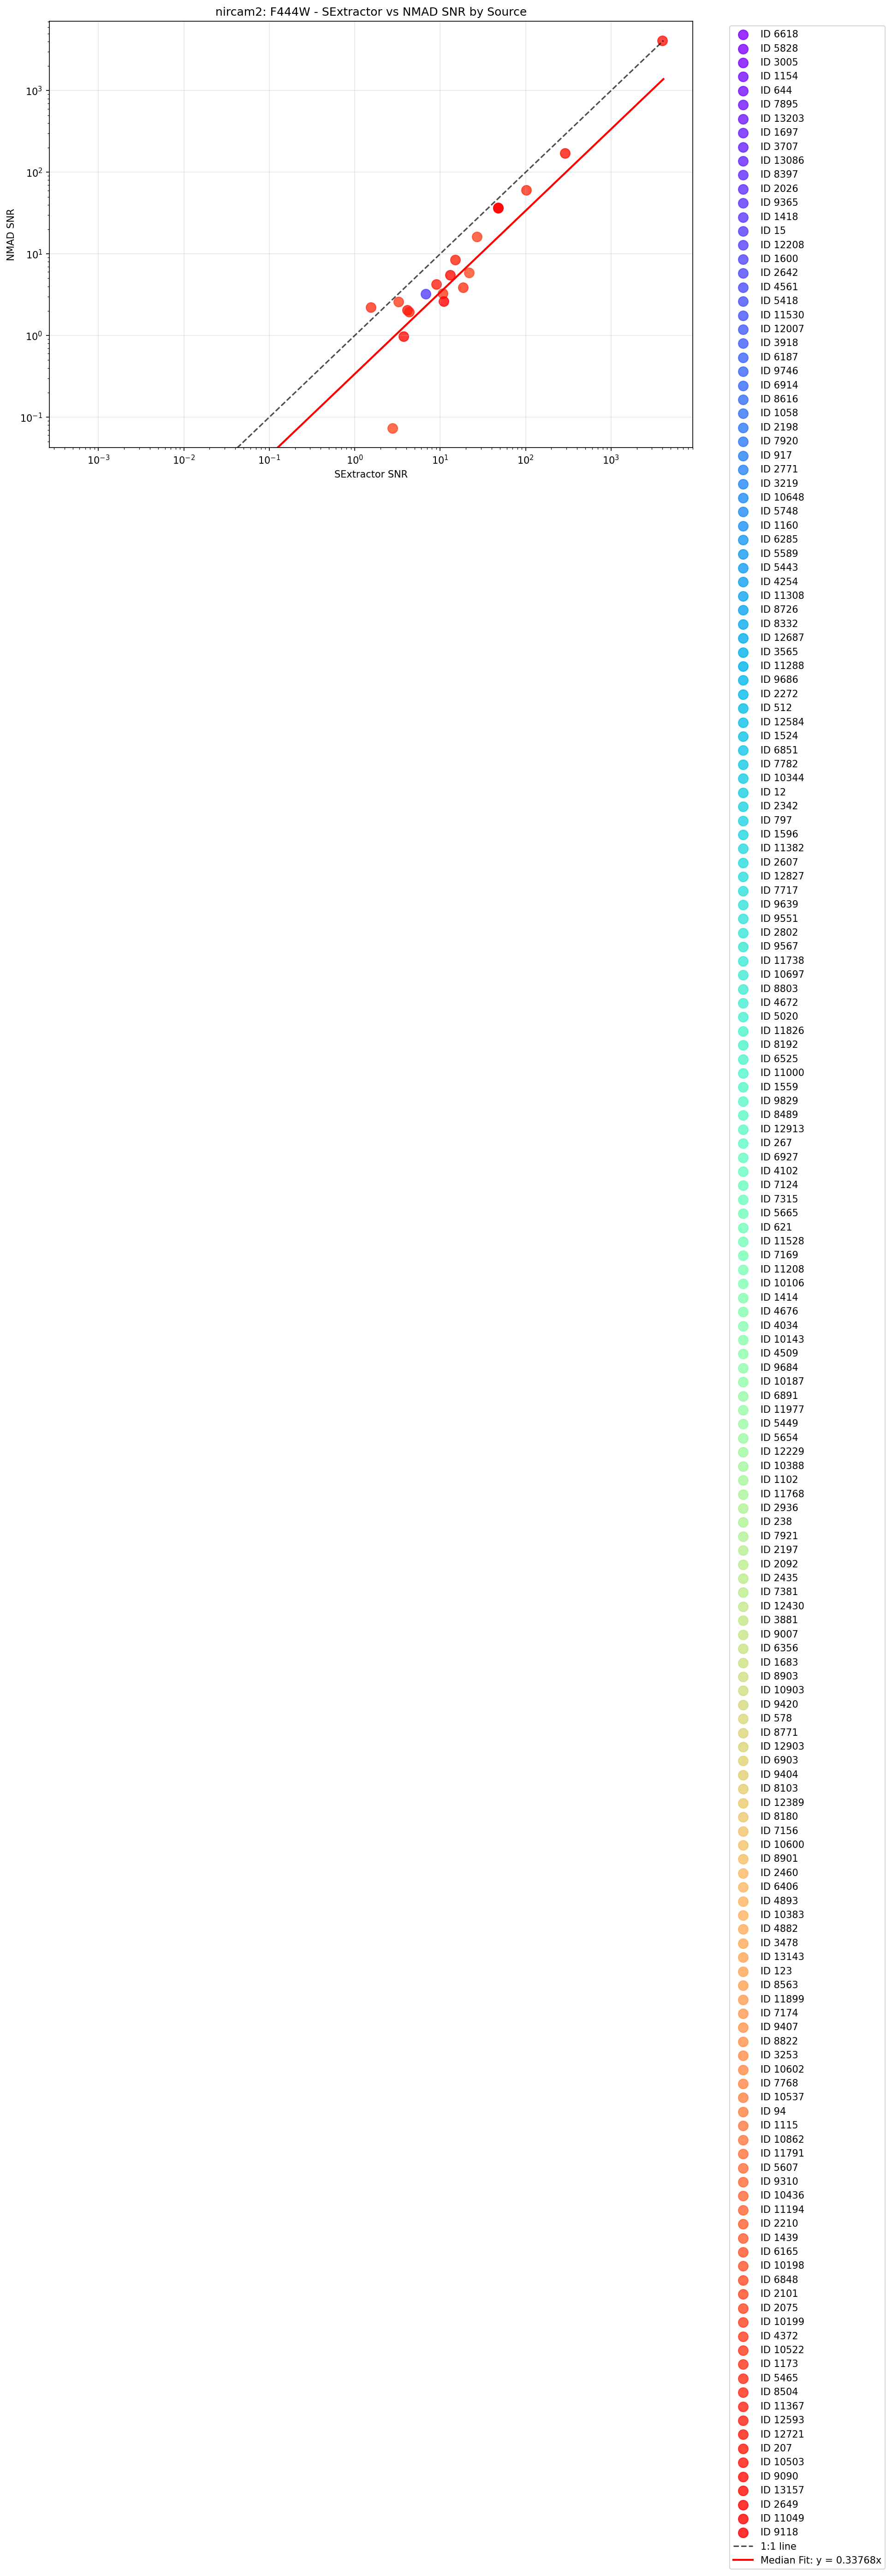 nircam2: F444W - SExtractor vs NMAD SNR by Source
NMAD SNR
10³
10²
10¹
10⁰
10⁻¹
10⁻³
10⁻²
10⁻¹
10⁰
10¹
10²
10³
SExtractor SNR
ID 6618
ID 5828
ID 3005
ID 1154
ID 644
ID 7895
ID 13203
ID 1697
ID 3707
ID 13086
ID 8397
ID 2026
ID 9365
ID 1418
ID 15
ID 12208
ID 1600
ID 2642
ID 4561
ID 5418
ID 11530
ID 12007
ID 3918
ID 6187
ID 9746
ID 6914
ID 8616
ID 1058
ID 2198
ID 7920
ID 917
ID 2771
ID 3219
ID 10648
ID 5748
ID 1160
ID 6285
ID 5589
ID 5443
ID 4254
ID 11308
ID 8726
ID 8332
ID 12687
ID 3565
ID 11288
ID 9686
ID 2272
ID 512
ID 12584
ID 1524
ID 6851
ID 7782
ID 10344
ID 12
ID 2342
ID 797
ID 1596
ID 11382
ID 2607
ID 12827
ID 7717
ID 9639
ID 9551
ID 2802
ID 9567
ID 11738
ID 10697
ID 8803
ID 4672
ID 5020
ID 11826
ID 8192
ID 6525
ID 11000
ID 1559
ID 9829
ID 8489
ID 12913
ID 267
ID 6927
ID 4102
ID 7124
ID 7315
ID 5665
ID 621
ID 11528
ID 7169
ID 11208
ID 10106
ID 1414
ID 4676
ID 4034
ID 10143
ID 4509
ID 9684
ID 10187
ID 6891
ID 11977
ID 5449
ID 5654
ID 12229
ID 10388
ID 1102
ID 11768
ID 2936
ID 238
ID 7921
ID 2197
ID 2092
ID 2435
ID 7381
ID 12430
ID 3881
ID 9007
ID 6356
ID 1683
ID 8903
ID 10903
ID 9420
ID 578
ID 8771
ID 12903
ID 6903
ID 9404
ID 8103
ID 12389
ID 8180
ID 7156
ID 10600
ID 8901
ID 2460
ID 6406
ID 4893
ID 10383
ID 4882
ID 3478
ID 13143
ID 123
ID 8563
ID 11899
ID 7174
ID 9407
ID 8822
ID 3253
ID 10602
ID 7768
ID 10537
ID 94
ID 1115
ID 10862
ID 11791
ID 5607
ID 9310
ID 10436
ID 11194
ID 2210
ID 1439
ID 6165
ID 10198
ID 6848
ID 2101
ID 2075
ID 10199
ID 4372
ID 10522
ID 1173
ID 5465
ID 8504
ID 11367
ID 12593
ID 12721
ID 207
ID 10503
ID 9090
ID 13157
ID 2649
ID 11049
ID 9118
1:1 line
Median Fit: y = 0.33768x